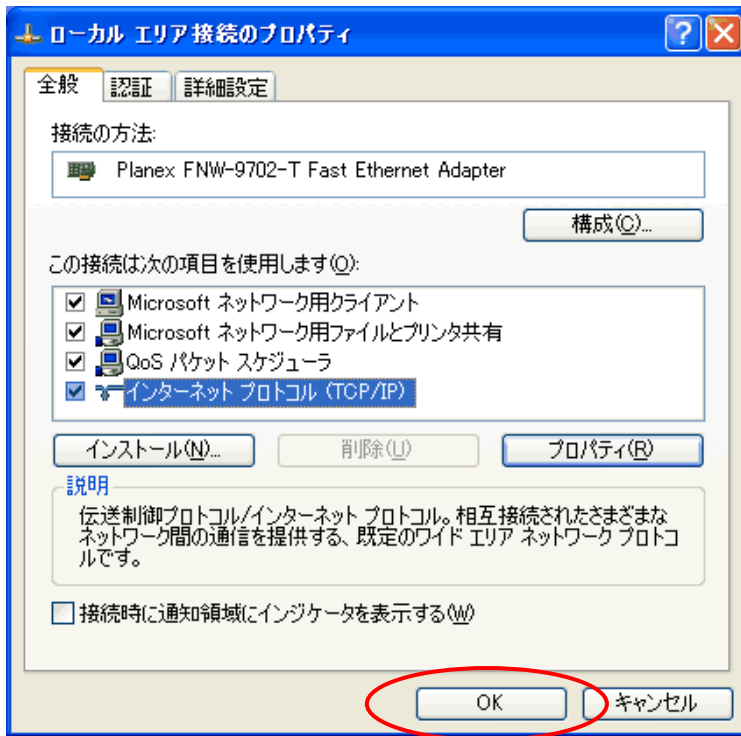 ローカル エリア接続のプロパティ
全般 認証 詳細設定
接続の方法:
Planex FNW-9702-T Fast Ethernet Adapter
構成(C)...
この接続は次の項目を使用します(O):
Microsoft ネットワーク用クライアント
Microsoft ネットワーク用ファイルとプリンタ共有
QoS パケット スケジューラ
インターネット プロトコル (TCP/IP)
インストール(N)... 削除(U) プロパティ(R)
説明
伝送制御プロトコル/インターネット プロトコル。相互接続されたさまざまな
ネットワーク間の通信を提供する、既定のワイド エリア ネットワーク プロトコ
ルです。
接続時に通知領域にインジケータを表示する(W)
OK キャンセル